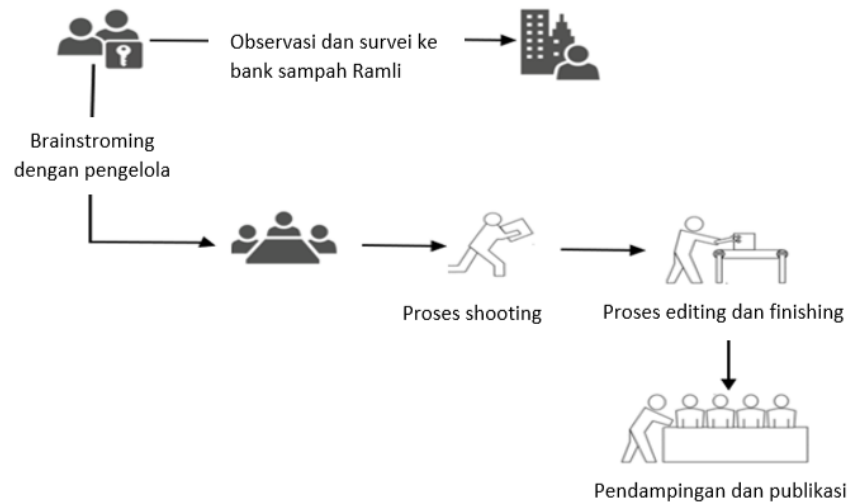 Observasi dan survei ke
bank sampah Ramli
Brainstroming
dengan pengelola
Proses shooting
Proses editing dan finishing
Pendampingan dan publikasi